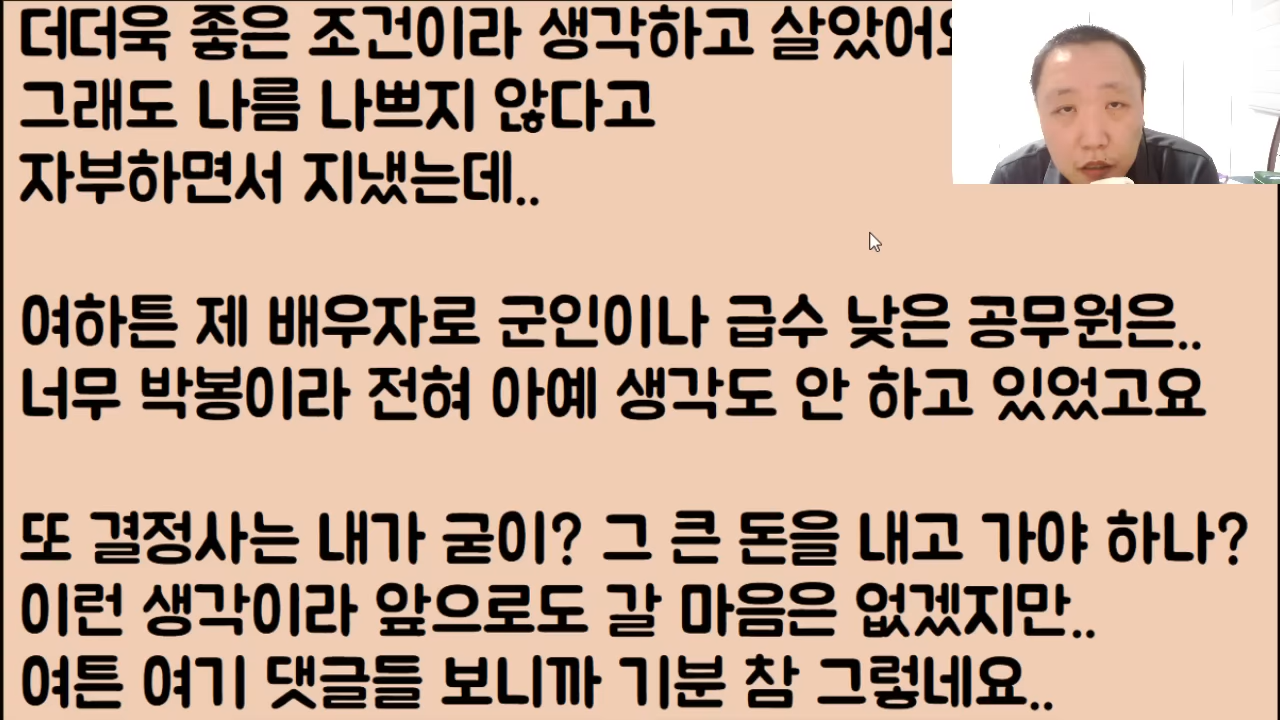 더더욱 좋은 조건이라 생각하고 살았어요
그래도 나름 나쁘지 않다고
자부하면서 지냈는데..
여하튼 제 배우자로 군인이나 급수 낮은 공무원은..
너무 박봉이라 전혀 아예 생각도 안 하고 있었고요
또 결정사는 내가 굳이? 그 큰 돈을 내고 가야 하나?
이런 생각이라 앞으로도 갈 마음은 없겠지만..
여튼 여기 댓글들 보니까 기분 참 그렇네요..